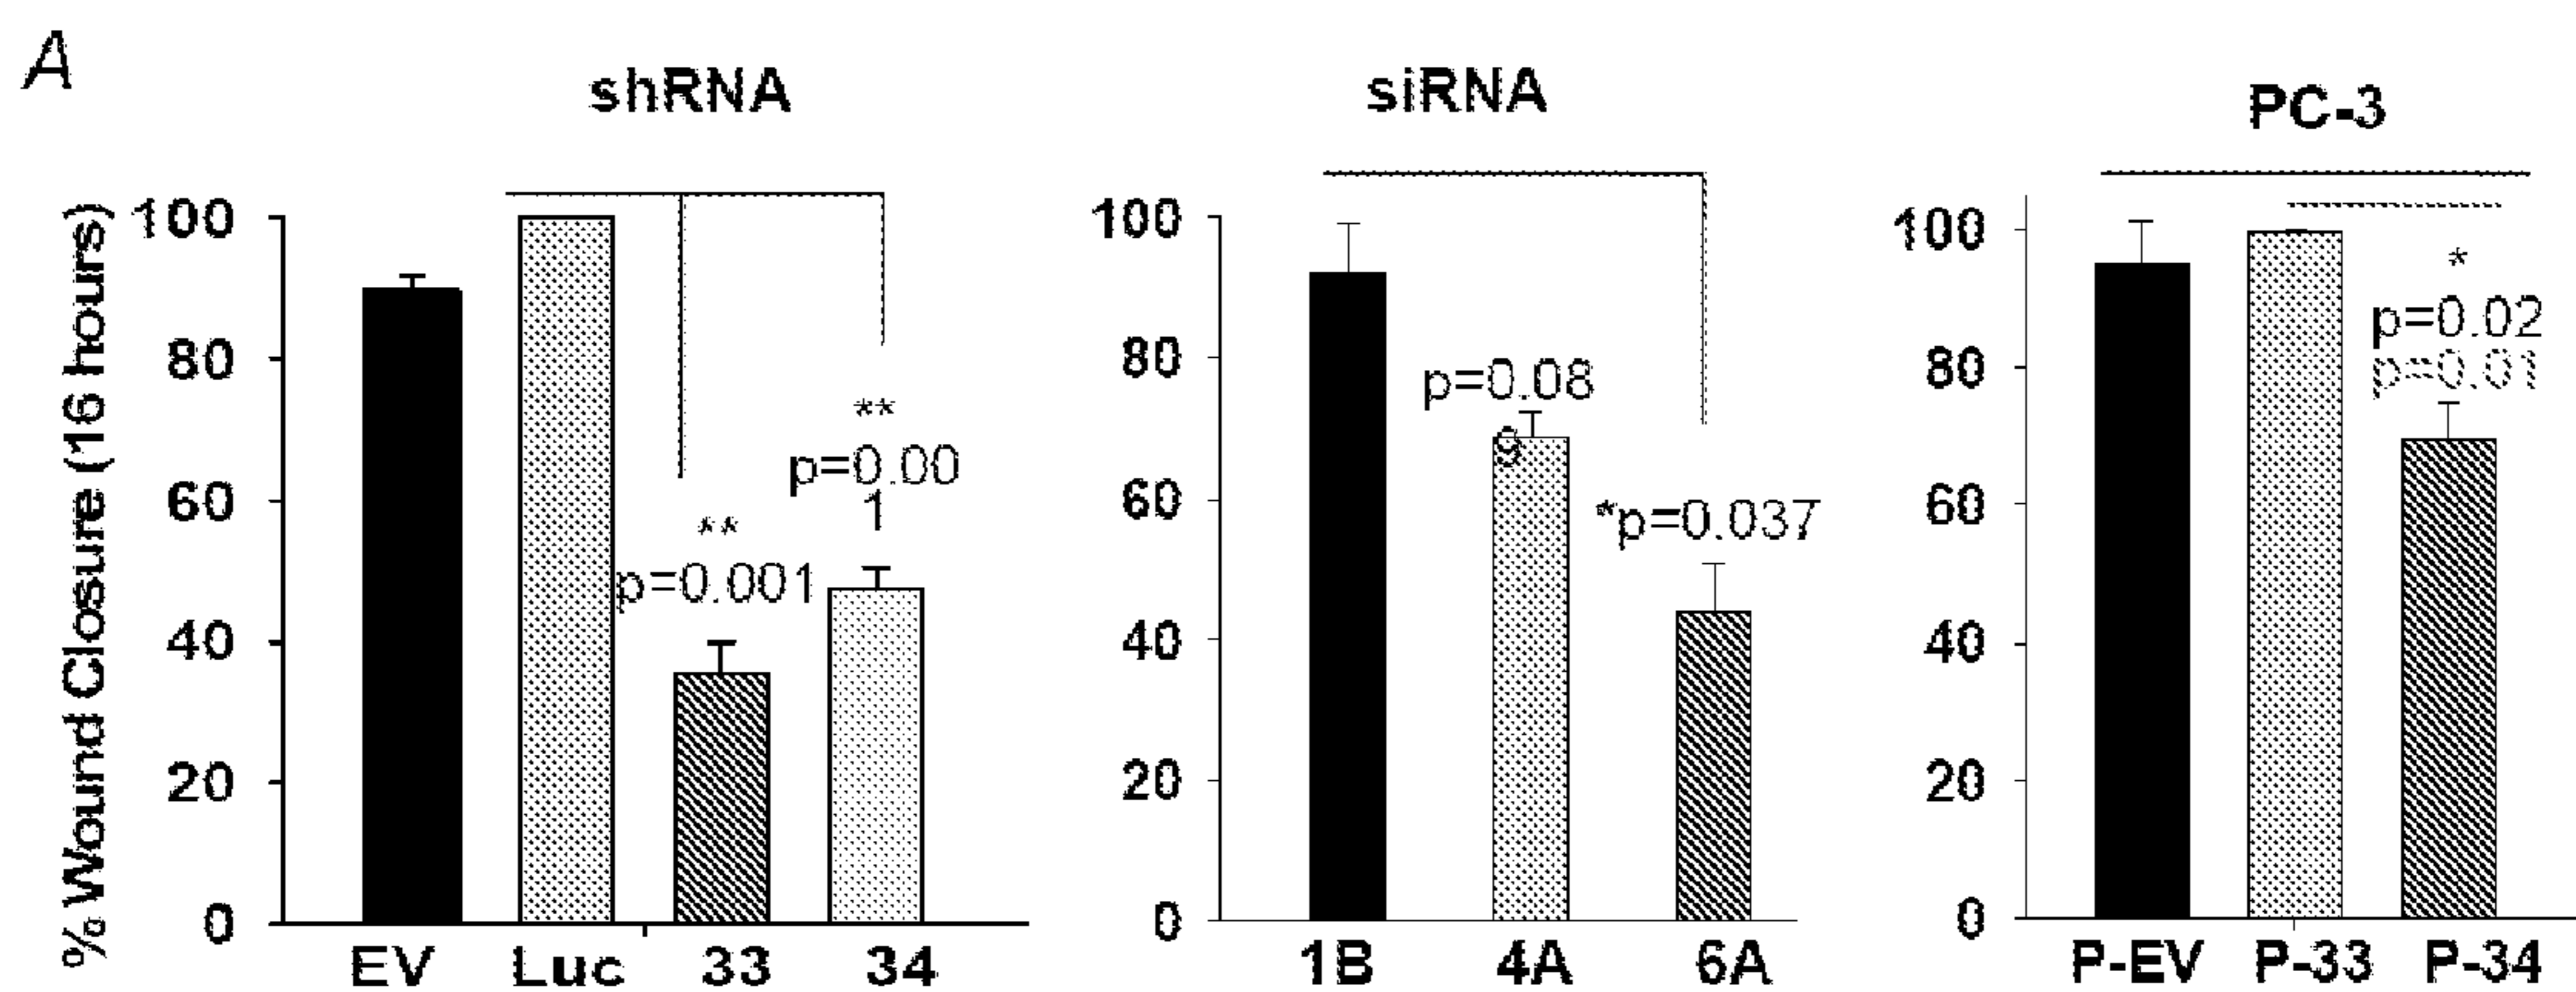 A
shRNA
siRNA
PC-3
% Wound Closure (16 hours)
100
80
60
40
20
0
**
p=0.001
**
p=0.00
1
EV Luc 33 34
100
80
60
40
20
0
p=0.08
9
*p=0.037
1B 4A 6A
100
80
60
40
20
0
*
p=0.02
p=0.01
P-EV P-33 P-34